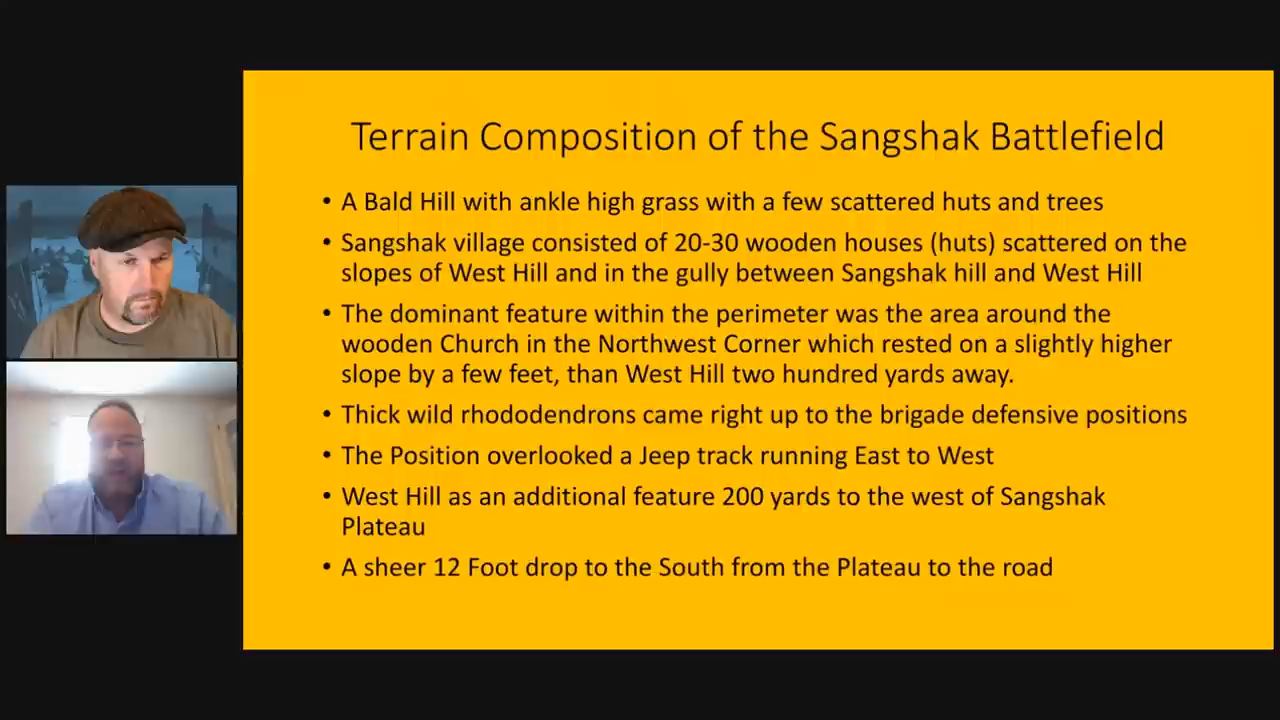 Terrain Composition of the Sangshak Battlefield
• A Bald Hill with ankle high grass with a few scattered huts and trees
• Sangshak village consisted of 20-30 wooden houses (huts) scattered on the
slopes of West Hill and in the gully between Sangshak hill and West Hill
• The dominant feature within the perimeter was the area around the
wooden Church in the Northwest Corner which rested on a slightly higher
slope by a few feet, than West Hill two hundred yards away.
• Thick wild rhododendrons came right up to the brigade defensive positions
• The Position overlooked a Jeep track running East to West
• West Hill as an additional feature 200 yards to the west of Sangshak
Plateau
• A sheer 12 Foot drop to the South from the Plateau to the road